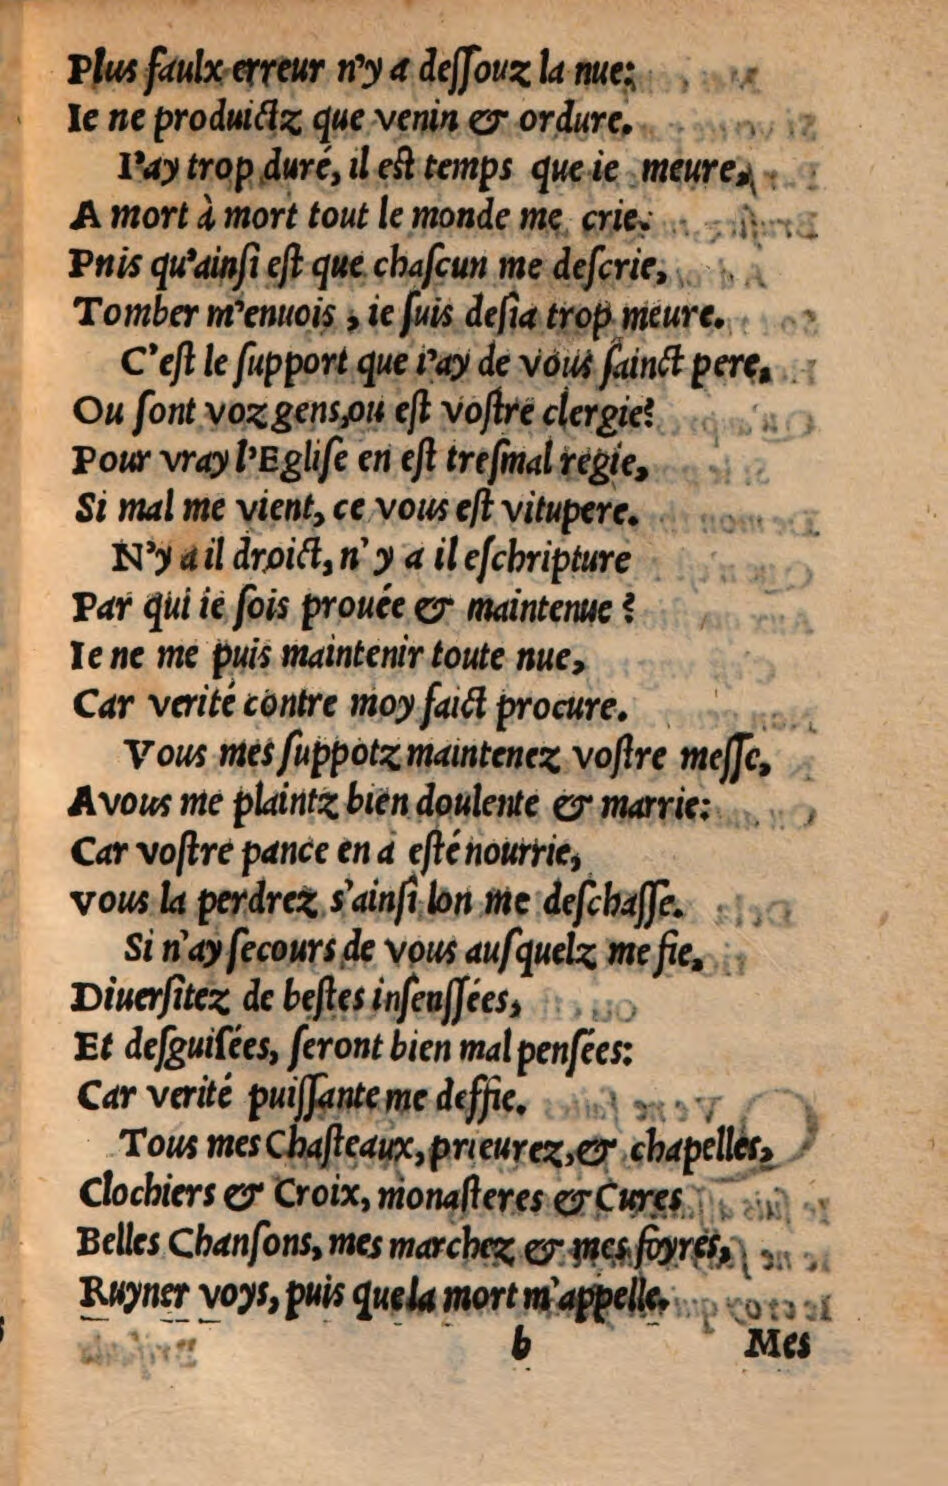 Plus faulx erreur n'y a deſſouz la nue:
Ie ne produictz que venin & ordure.
I'ay trop duré, il eſt temps que ie meure,
A mort à mort tout le monde me crie:
Pnis qu'ainſi eſt que chaſcun me deſcrie,
Tomber m'enuois, ie ſuis deſia trop meure.
C'eſt le ſupport que i'ay de vous ſainct pere,
Ou ſont voz gens, ou eſt voſtre clergie?
Pour vray l'Egliſe en eſt treſmal regie,
Si mal me vient, ce vous eſt vitupere.
N'y a il droict, n'y a il eſchripture
Par qui ie ſois prouée & maintenue?
Ie ne me puis maintenir toute nue,
Car verité contre moy faict procure.
Vous mes ſuppotz maintenez voſtre meſſe,
A vous me plaintz bien doulente & marrie:
Car voſtre pance en a eſté nourrie,
vous la perdrez s'ainſi lon me deſchaſſe.
Si n'ay ſecours de vous auſquelz me fie,
Diuerſitez de beſtes inſenſſées,
Et deſguiſées, ſeront bien mal penſées:
Car verité puiſſante me deffie.
Tous mes Chaſteaux, prieurez, & chapelles,
Clochiers & Croix, monaſteres & Cures
Belles Chanſons, mes marchez & mes foyres,
Ruyner voys, puis que la mort m'appelle.
b Mes